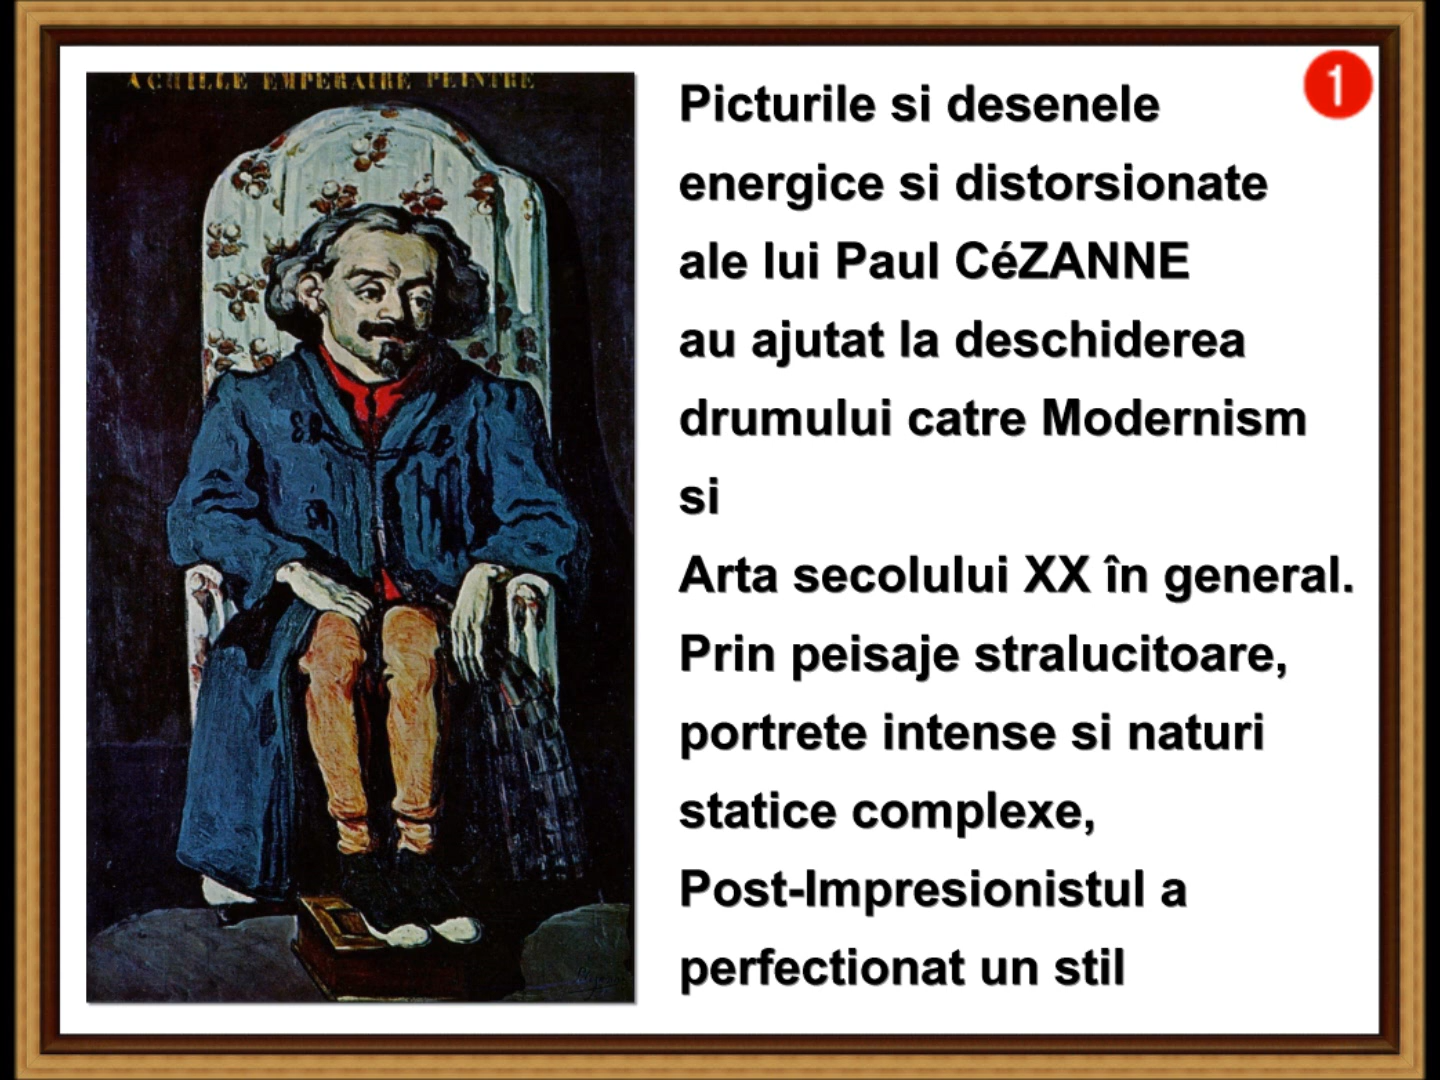 ACHILLE EMPERAIRE PEINTRE
1
Picturile si desenele
energice si distorsionate
ale lui Paul CéZANNE
au ajutat la deschiderea
drumului catre Modernism
si
Arta secolului XX în general.
Prin peisaje stralucitoare,
portrete intense si naturi
statice complexe,
Post-Impresionistul a
perfectionat un stil